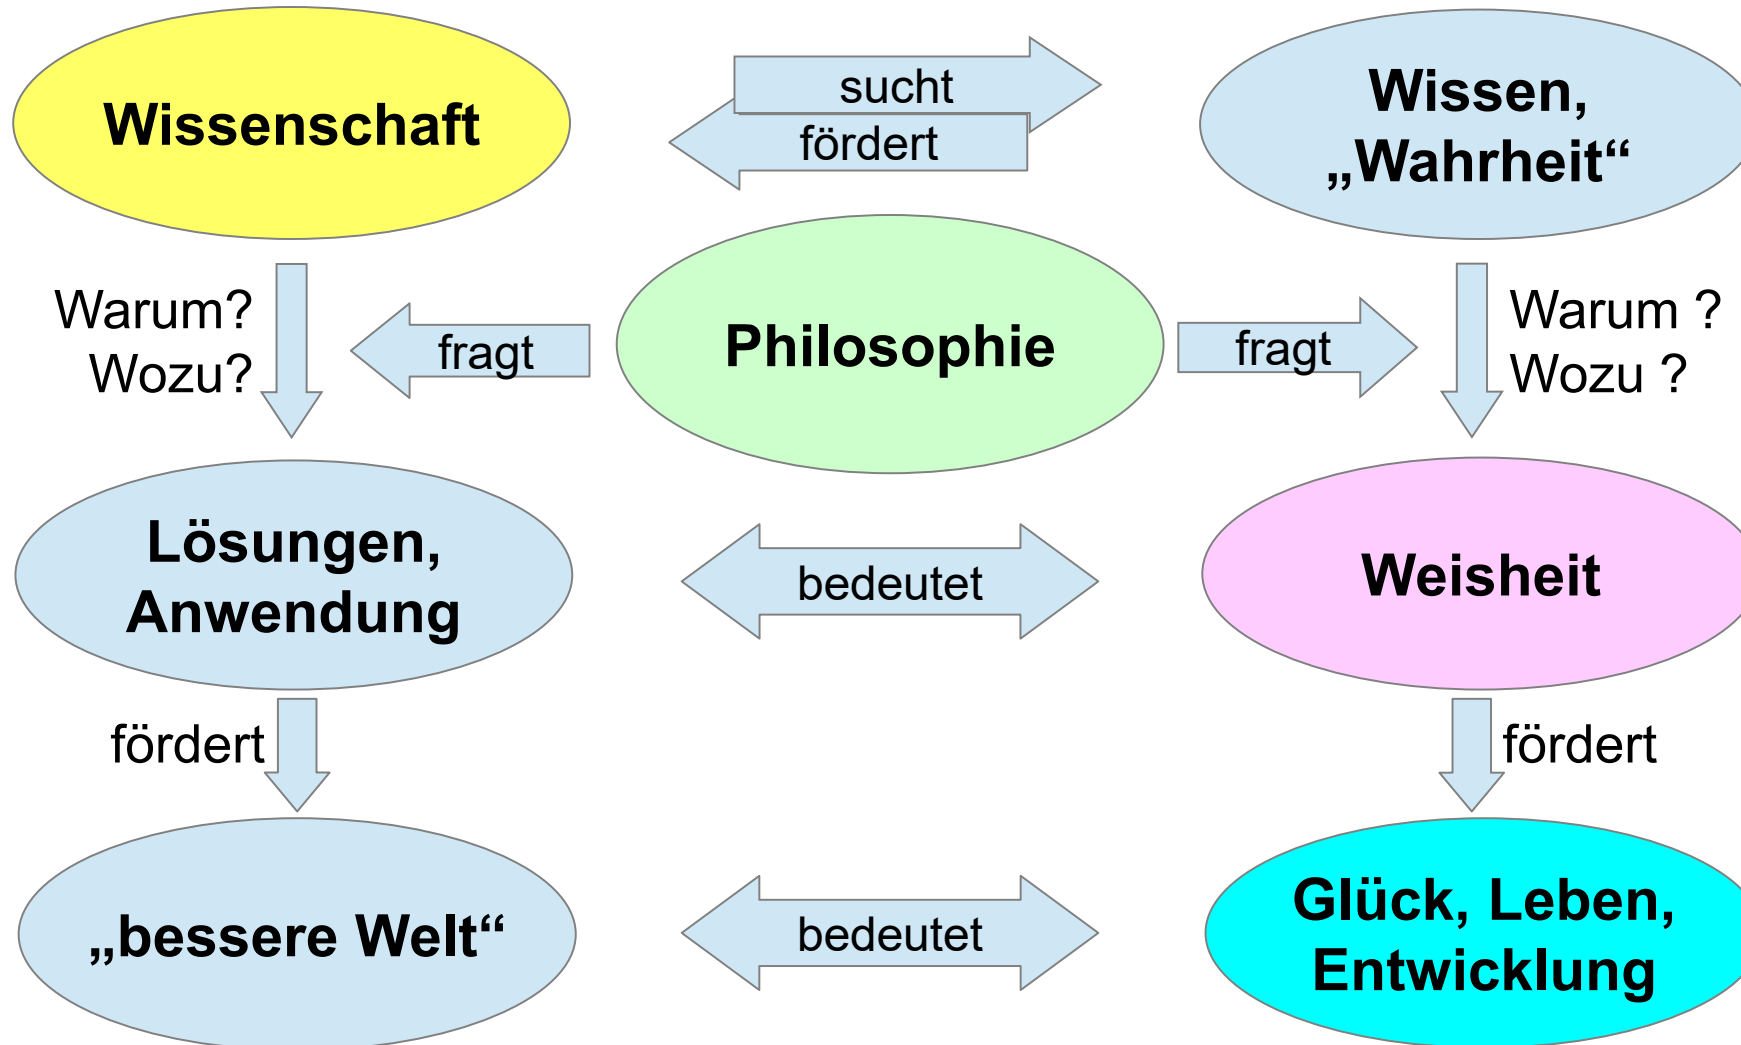 Wissenschaft
sucht
fördert
Wissen,
„Wahrheit“
Warum?
Wozu?
fragt
Philosophie
fragt
Warum ?
Wozu ?
Lösungen,
Anwendung
bedeutet
Weisheit
fördert
fördert
„bessere Welt“
bedeutet
Glück, Leben,
Entwicklung